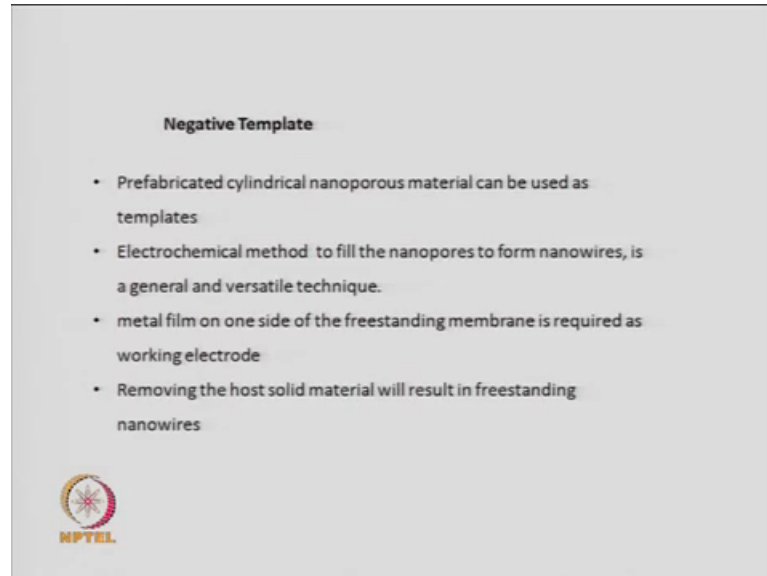 Negative Template
• Prefabricated cylindrical nanoporous material can be used as
templates
• Electrochemical method to fill the nanopores to form nanowires, is
a general and versatile technique.
• metal film on one side of the freestanding membrane is required as
working electrode
• Removing the host solid material will result in freestanding
nanowires
NPTEL